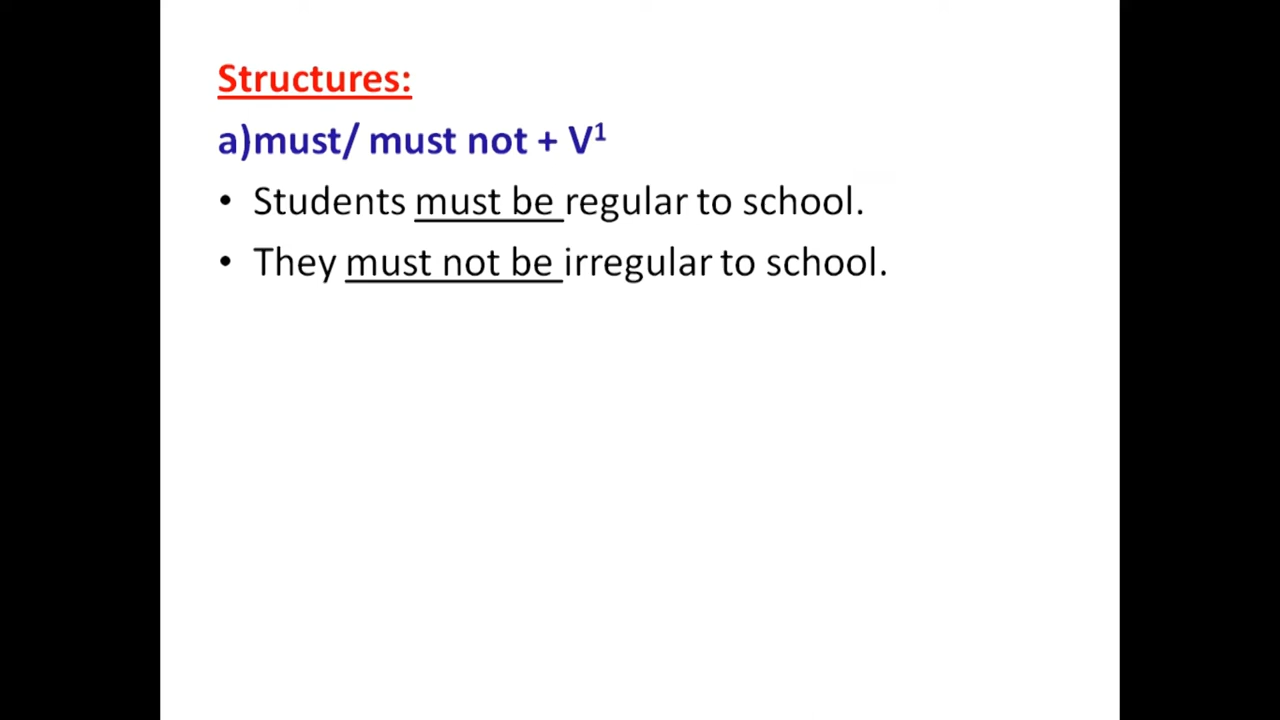 Structures:
a)must/ must not + V¹
• Students must be regular to school.
• They must not be irregular to school.